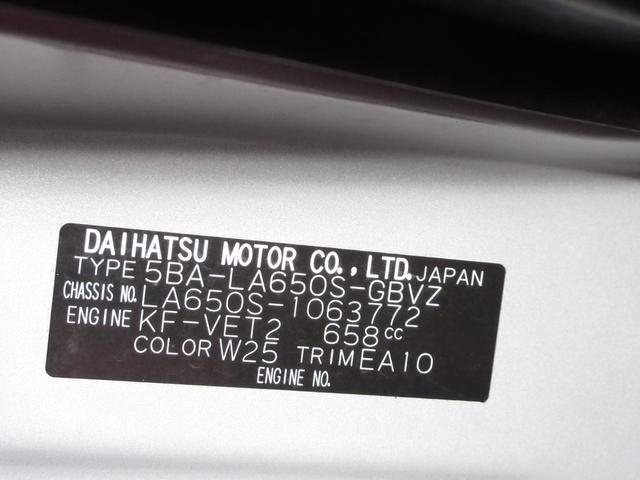 DAIHATSU MOTOR CO., LTD. JAPAN
TYPE 5BA-LA650S-GBVZ
CHASSIS NO. LA650S-1063772
ENGINE KF-VET2 658cc
COLOR W25 TRIM EA10
ENGINE NO.